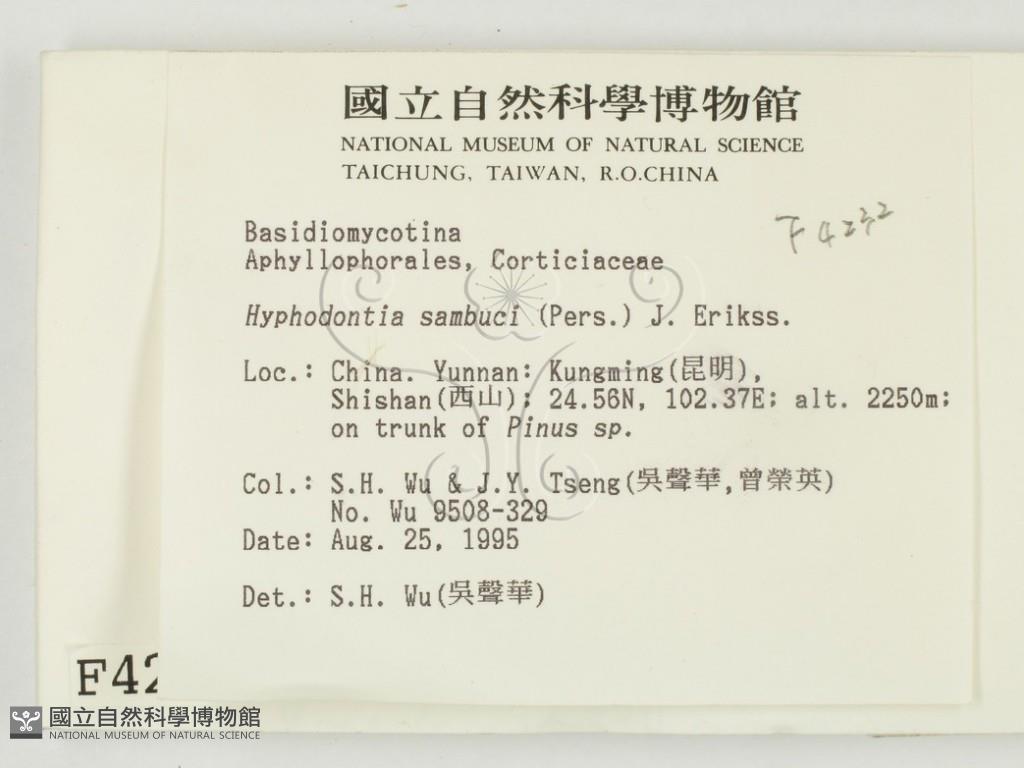 國立自然科學博物館
NATIONAL MUSEUM OF NATURAL SCIENCE
TAICHUNG, TAIWAN, R.O.CHINA
F4232
Basidiomycotina
Aphyllophorales, Corticiaceae
Hyphodontia sambuci (Pers.) J. Erikss.
Loc.: China. Yunnan: Kungming(昆明),
Shishan(西山); 24.56N, 102.37E; alt. 2250m;
on trunk of Pinus sp.
Col.: S.H. Wu & J.Y. Tseng(吳聲華,曾榮英)
No. Wu 9508-329
Date: Aug. 25, 1995
Det.: S.H. Wu(吳聲華)
F42
國立自然科學博物館
NATIONAL MUSEUM OF NATURAL SCIENCE